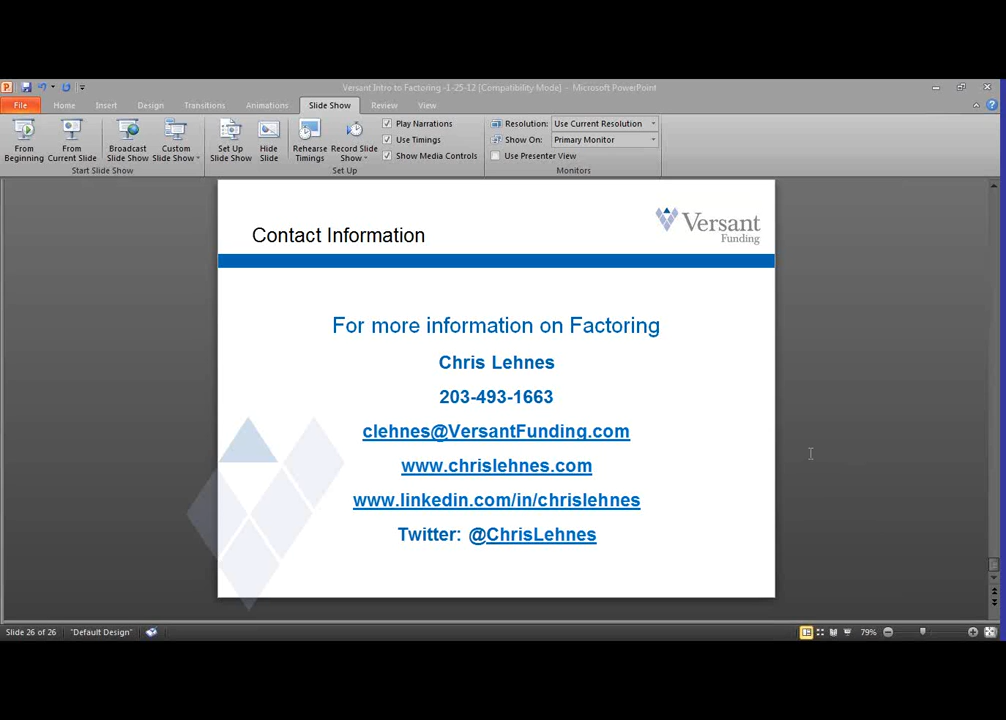 Versant Intro to Factoring -1-25-12 [Compatibility Mode] - Microsoft PowerPoint
File Home Insert Design Transitions Animations Slide Show Review View
From Beginning
From Current Slide
Broadcast Slide Show
Custom Slide Show
Set Up Slide Show
Hide Slide
Rehearse Timings
Record Slide Show
Play Narrations
Use Timings
Show Media Controls
Resolution: Use Current Resolution
Show On: Primary Monitor
Use Presenter View
Start Slide Show
Set Up
Monitors
Versant
Funding
Contact Information
For more information on Factoring
Chris Lehnes
203-493-1663
clehnes@VersantFunding.com
www.chrislehnes.com
www.linkedin.com/in/chrislehnes
Twitter: @ChrisLehnes
Slide 26 of 26 "Default Design" 79%